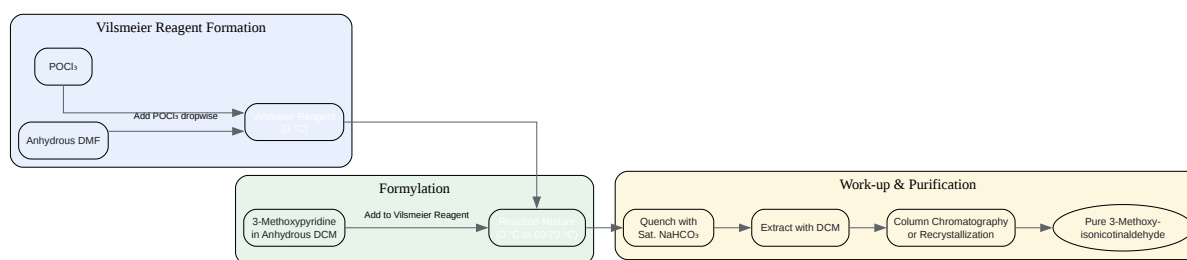 Vilsmeier Reagent Formation
POCl₃
Add POCl₃ dropwise
Vilsmeier Reagent
(0 °C)
Anhydrous DMF
Formylation
3-Methoxypyridine
in Anhydrous DCM
Add to Vilsmeier Reagent
Reaction Mixture
(0 °C to 60-70 °C)
Work-up & Purification
Quench with
Sat. NaHCO₃
Extract with DCM
Column Chromatography
or Recrystallization
Pure 3-Methoxy-
isonicotinaldehyde